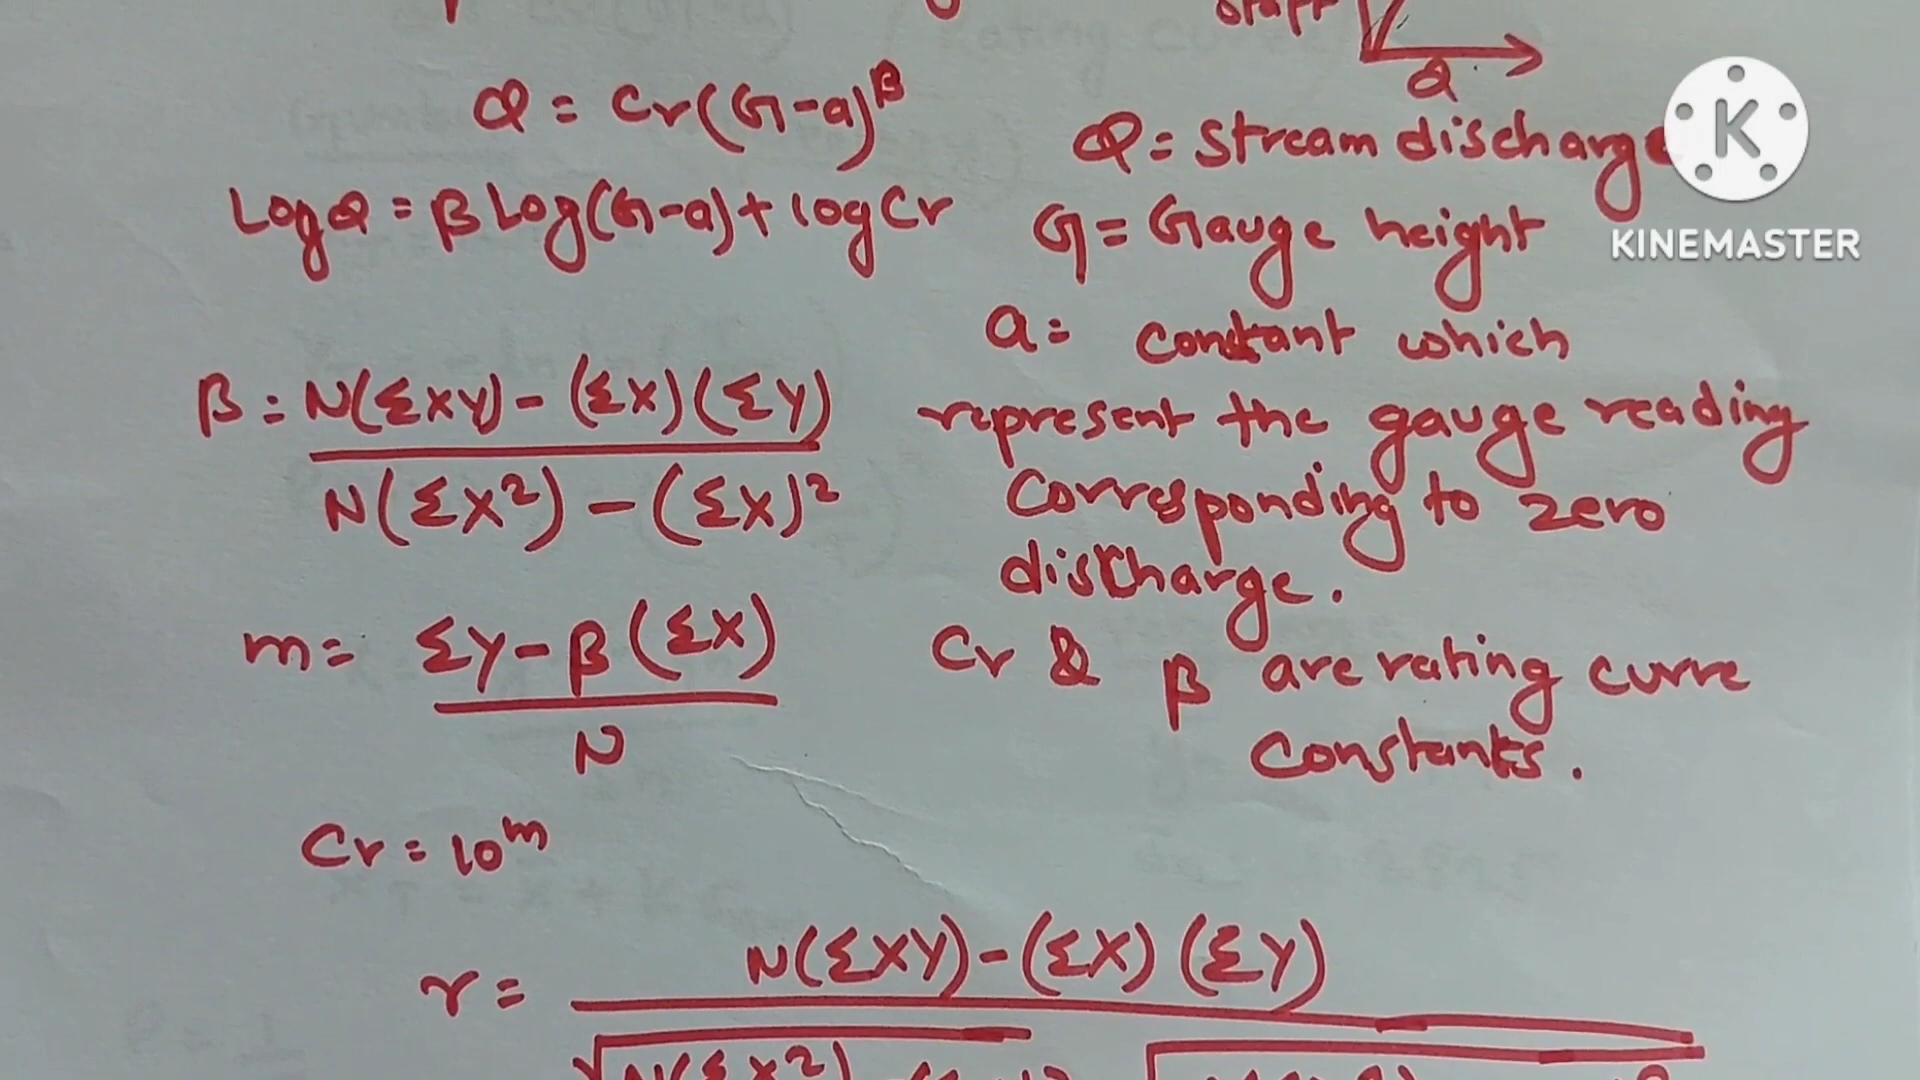 Staff
Q
Q = Cr(G-a)^β
Log Q = β Log(G-a) + log Cr
β = N(ΣXY) - (ΣX)(ΣY)
N(ΣX²) - (ΣX)²
m = ΣY - β(ΣX)
N
Cr = 10^m
Q = stream discharge
G = Gauge height
a = constant which
represent the gauge reading
corresponding to zero
discharge.
Cr & β are rating curve
constants.
r = N(ΣXY) - (ΣX)(ΣY)
KINEMASTER